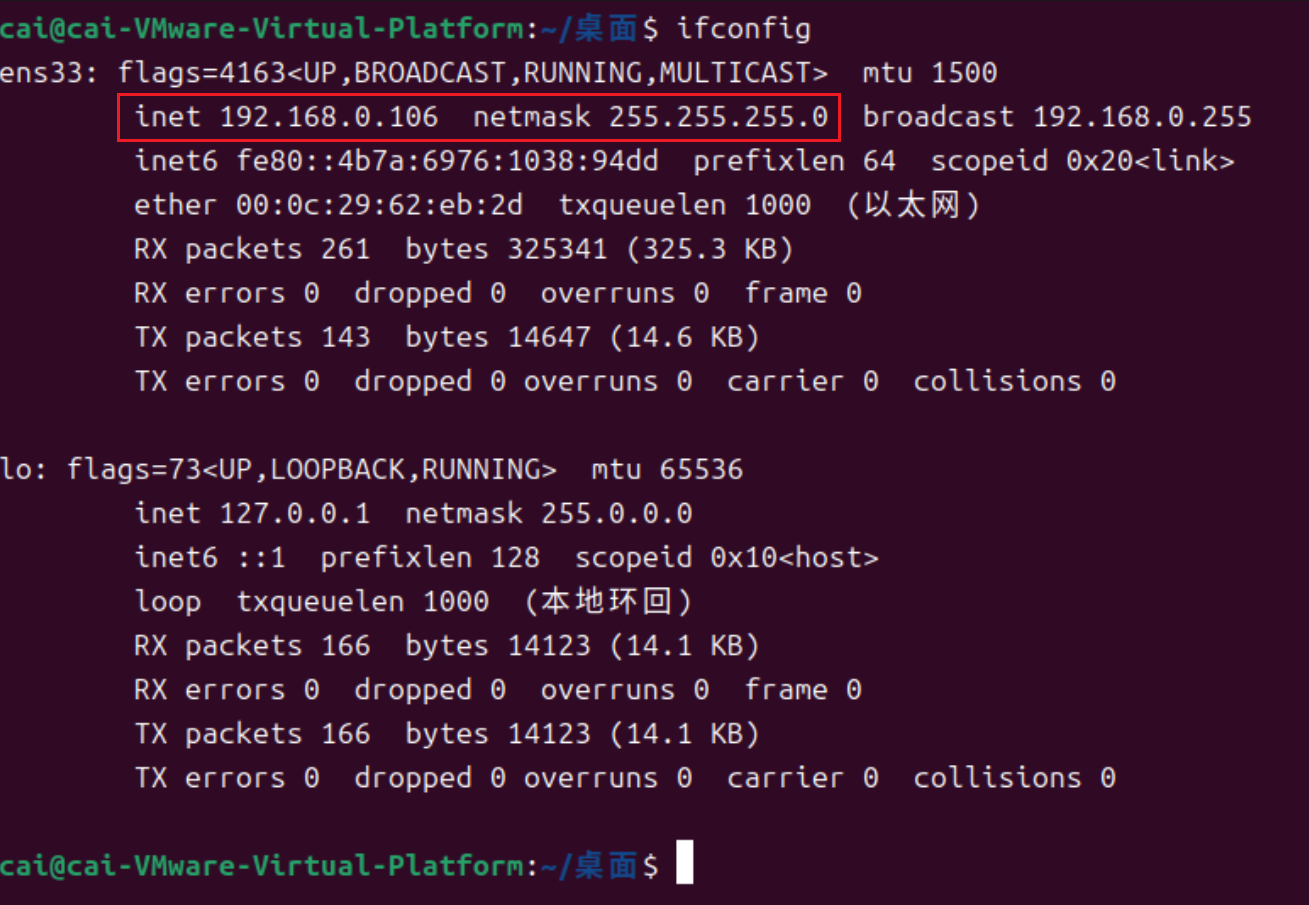 cai@cai-VMware-Virtual-Platform:~/桌面$ ifconfig
ens33: flags=4163<UP,BROADCAST,RUNNING,MULTICAST>  mtu 1500
        inet 192.168.0.106  netmask 255.255.255.0  broadcast 192.168.0.255
        inet6 fe80::4b7a:6976:1038:94dd  prefixlen 64  scopeid 0x20<link>
        ether 00:0c:29:62:eb:2d  txqueuelen 1000  (以太网)
        RX packets 261  bytes 325341 (325.3 KB)
        RX errors 0  dropped 0  overruns 0  frame 0
        TX packets 143  bytes 14647 (14.6 KB)
        TX errors 0  dropped 0 overruns 0  carrier 0  collisions 0

lo: flags=73<UP,LOOPBACK,RUNNING>  mtu 65536
        inet 127.0.0.1  netmask 255.0.0.0
        inet6 ::1  prefixlen 128  scopeid 0x10<host>
        loop  txqueuelen 1000  (本地环回)
        RX packets 166  bytes 14123 (14.1 KB)
        RX errors 0  dropped 0  overruns 0  frame 0
        TX packets 166  bytes 14123 (14.1 KB)
        TX errors 0  dropped 0 overruns 0  carrier 0  collisions 0

cai@cai-VMware-Virtual-Platform:~/桌面$